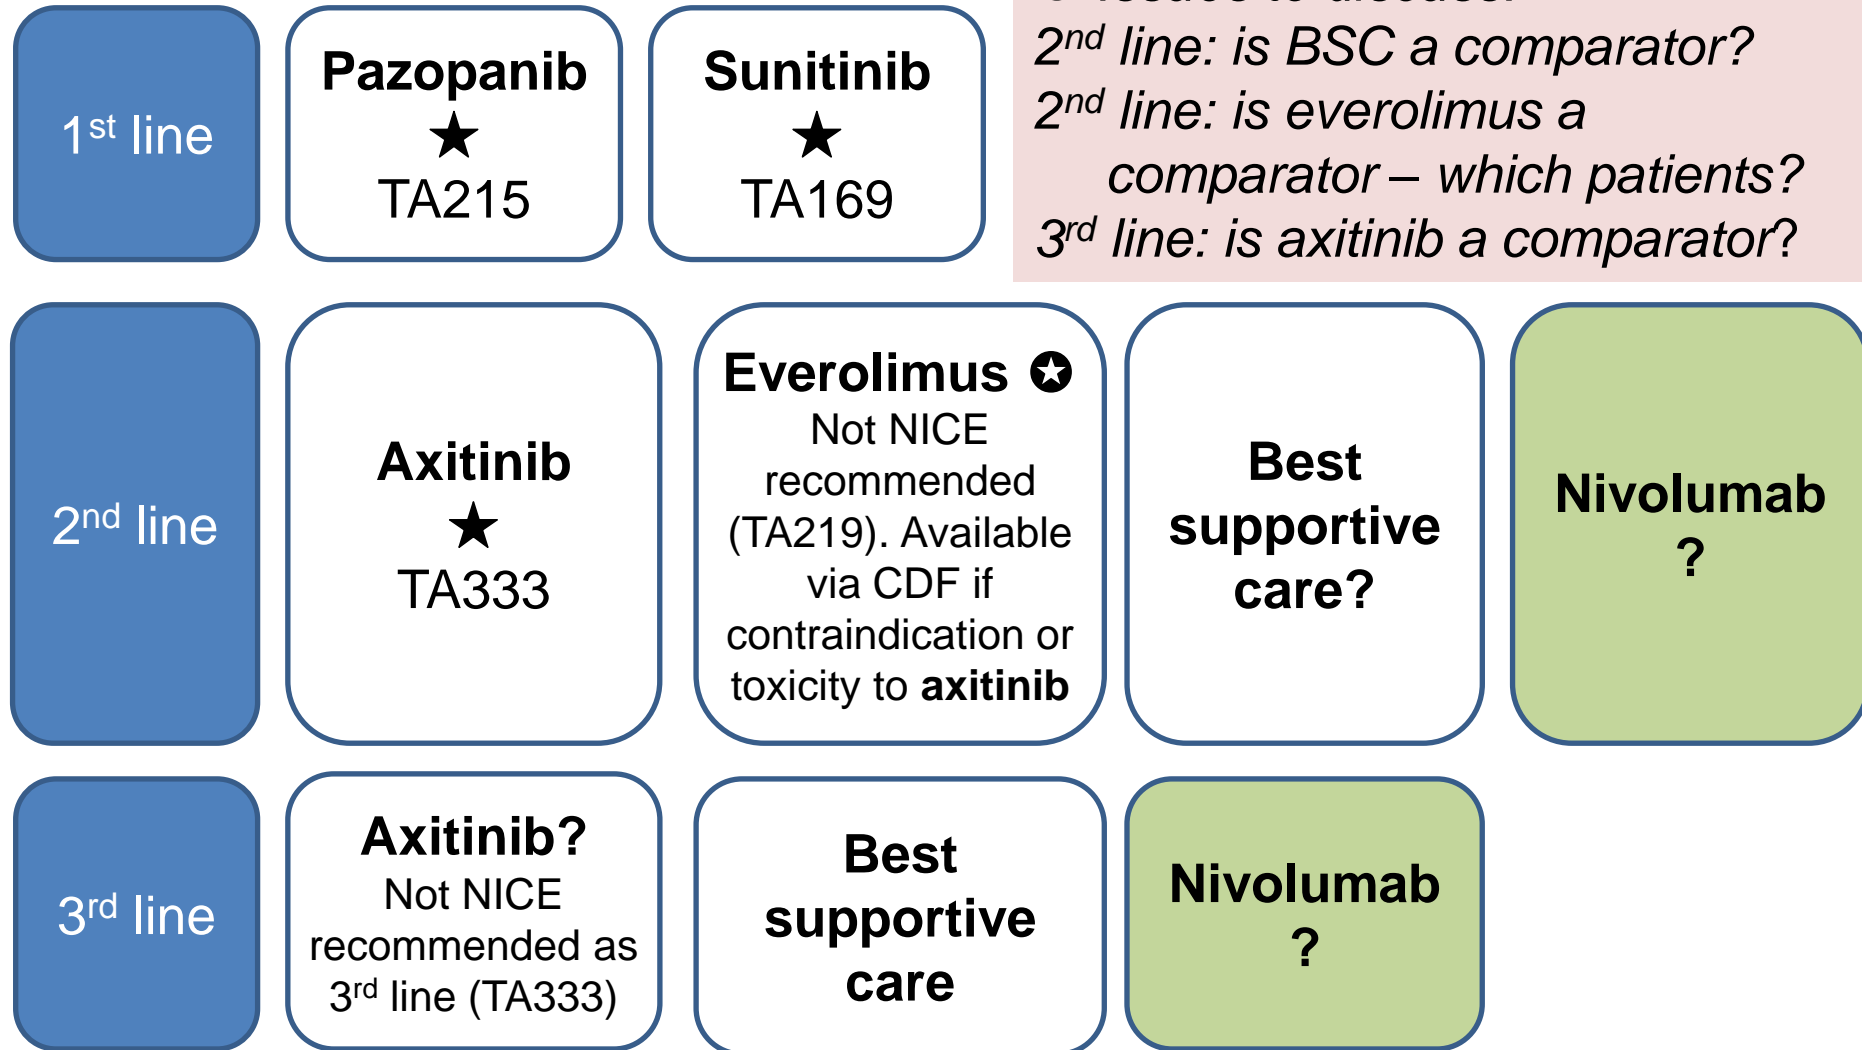 1st line
Pazopanib
★
TA215
Sunitinib
★
TA169
2nd line: is BSC a comparator?
2nd line: is everolimus a
comparator – which patients?
3rd line: is axitinib a comparator?
2nd line
Axitinib
★
TA333
Everolimus ✪
Not NICE
recommended
(TA219). Available
via CDF if
contraindication or
toxicity to axitinib
Best
supportive
care?
Nivolumab
?
3rd line
Axitinib?
Not NICE
recommended as
3rd line (TA333)
Best
supportive
care
Nivolumab
?